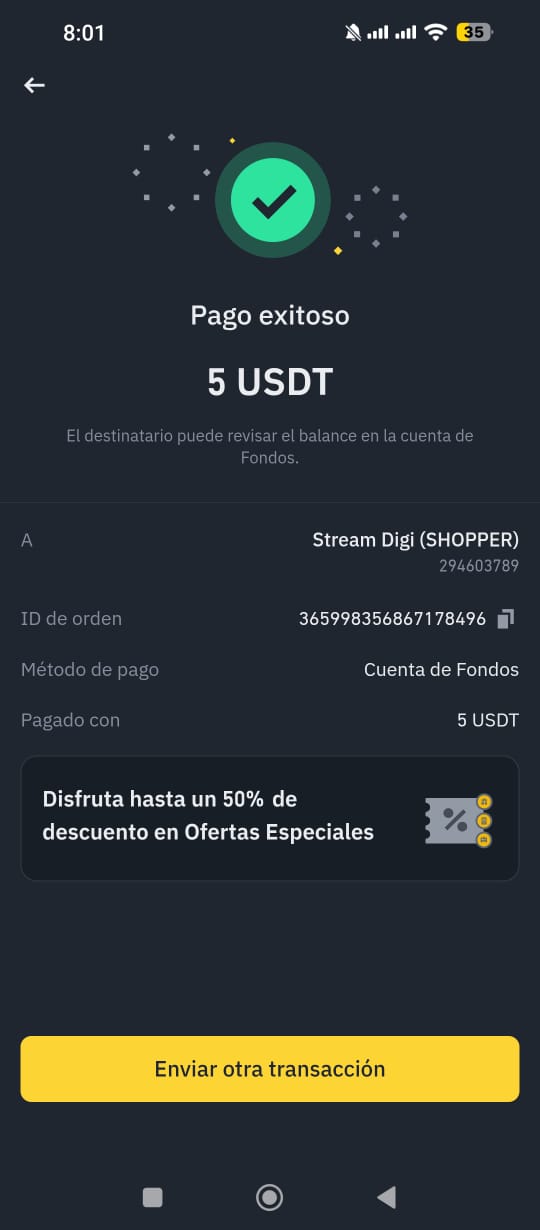 8:01
35
Pago exitoso
5 USDT
El destinatario puede revisar el balance en la cuenta de
Fondos.
A
Stream Digi (SHOPPER)
294603789
ID de orden
365998356867178496
Método de pago
Cuenta de Fondos
Pagado con
5 USDT
Disfruta hasta un 50% de
descuento en Ofertas Especiales
%
Enviar otra transacción